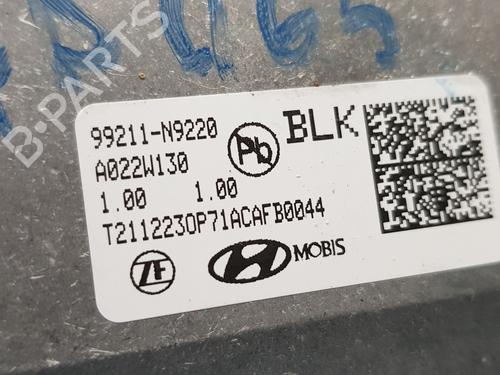 99211-N9220
BLK
A022W130
Pb
1.00 1.00
T2112230P71ACAFB0044
ZF
MOBIS
B-PARTS